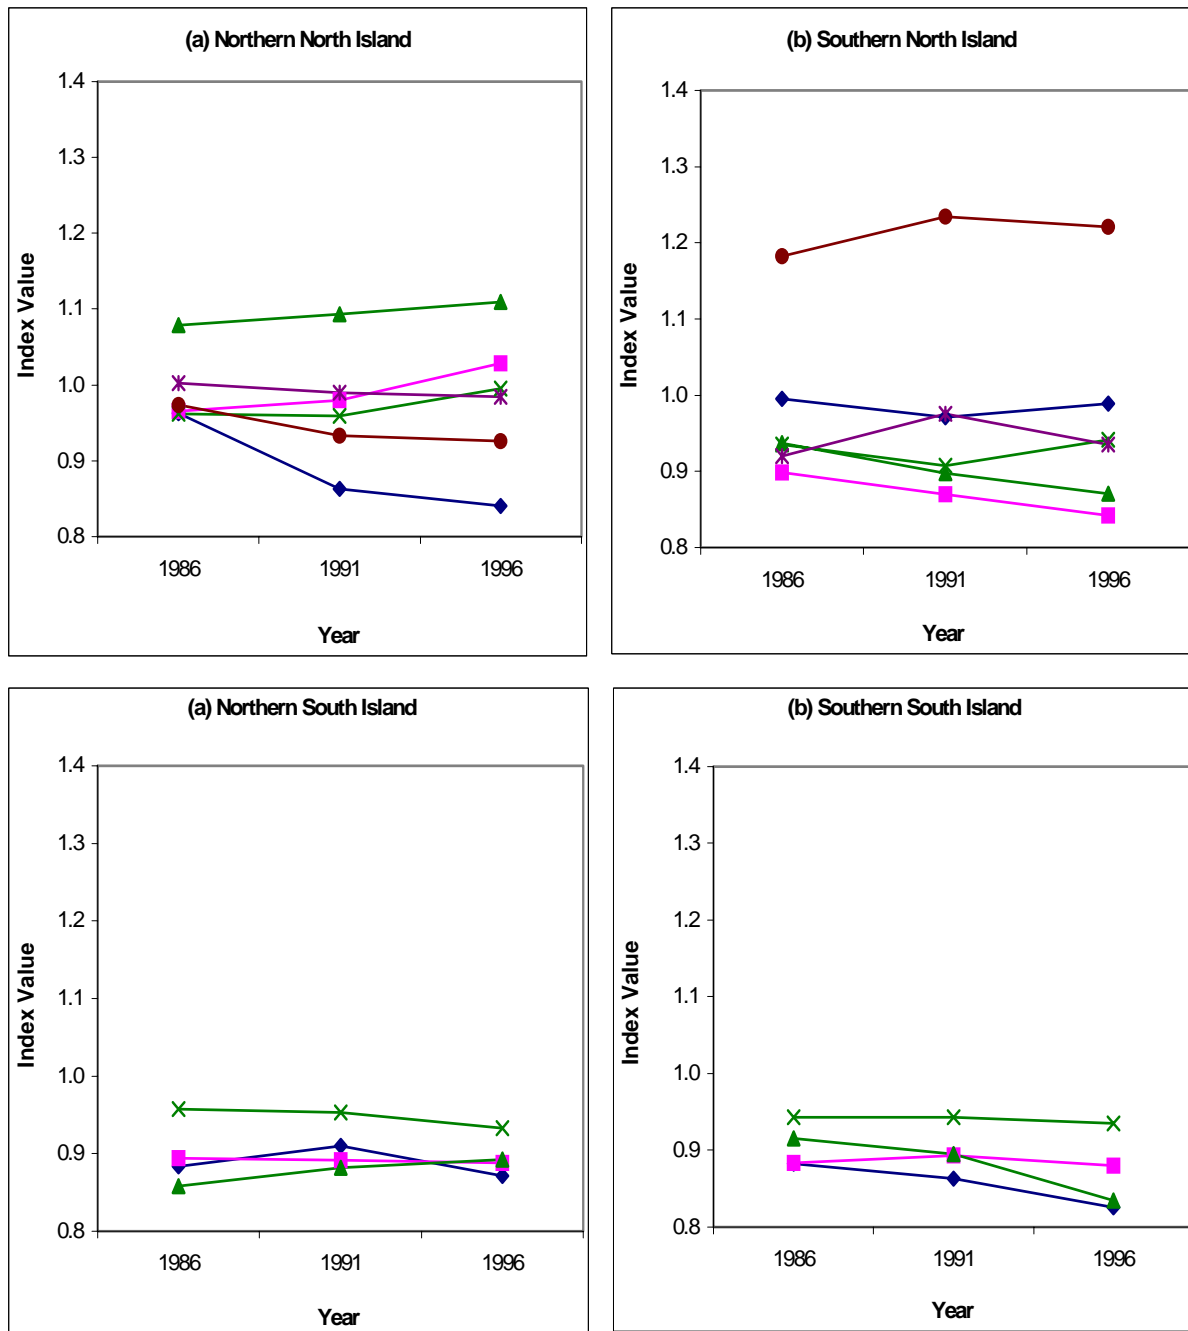 (a) Northern North Island
1.4
1.3
1.2
1.1
1.0
0.9
0.8
Index Value
1986 1991 1996
Year
(b) Southern North Island
1.4
1.3
1.2
1.1
1.0
0.9
0.8
Index Value
1986 1991 1996
Year
(a) Northern South Island
1.4
1.3
1.2
1.1
1.0
0.9
0.8
Index Value
1986 1991 1996
Year
(b) Southern South Island
1.4
1.3
1.2
1.1
1.0
0.9
0.8
Index Value
1986 1991 1996
Year